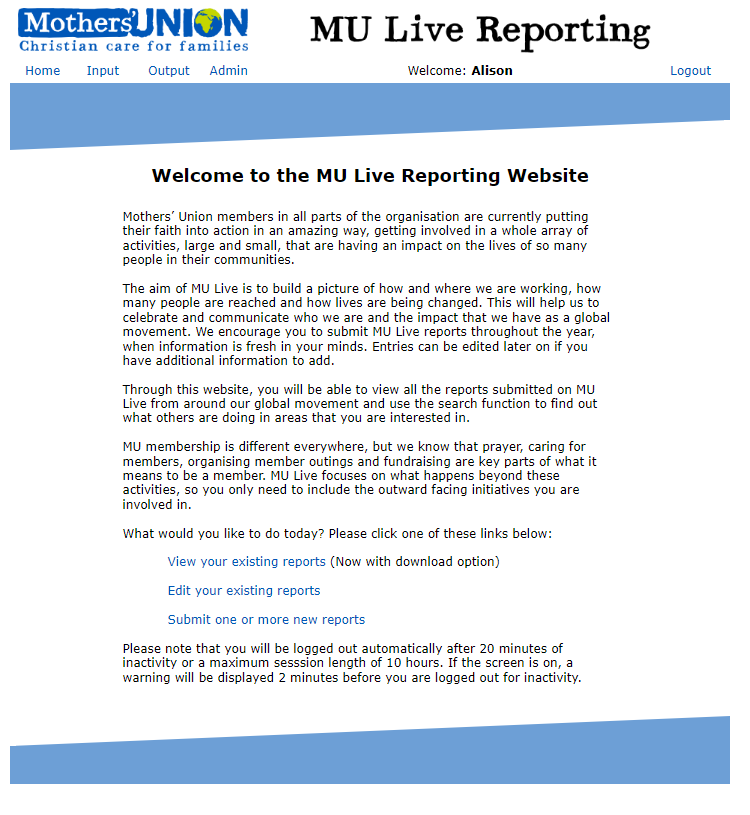 Mothers' UNION
Christian care for families
MU Live Reporting
Home Input Output Admin Welcome: Alison Logout
Welcome to the MU Live Reporting Website
Mothers’ Union members in all parts of the organisation are currently putting
their faith into action in an amazing way, getting involved in a whole array of
activities, large and small, that are having an impact on the lives of so many
people in their communities.
The aim of MU Live is to build a picture of how and where we are working, how
many people are reached and how lives are being changed. This will help us to
celebrate and communicate who we are and the impact that we have as a global
movement. We encourage you to submit MU Live reports throughout the year,
when information is fresh in your minds. Entries can be edited later on if you
have additional information to add.
Through this website, you will be able to view all the reports submitted on MU
Live from around our global movement and use the search function to find out
what others are doing in areas that you are interested in.
MU membership is different everywhere, but we know that prayer, caring for
members, organising member outings and fundraising are key parts of what it
means to be a member. MU Live focuses on what happens beyond these
activities, so you only need to include the outward facing initiatives you are
involved in.
What would you like to do today? Please click one of these links below:
View your existing reports (Now with download option)
Edit your existing reports
Submit one or more new reports
Please note that you will be logged out automatically after 20 minutes of
inactivity or a maximum sesssion length of 10 hours. If the screen is on, a
warning will be displayed 2 minutes before you are logged out for inactivity.